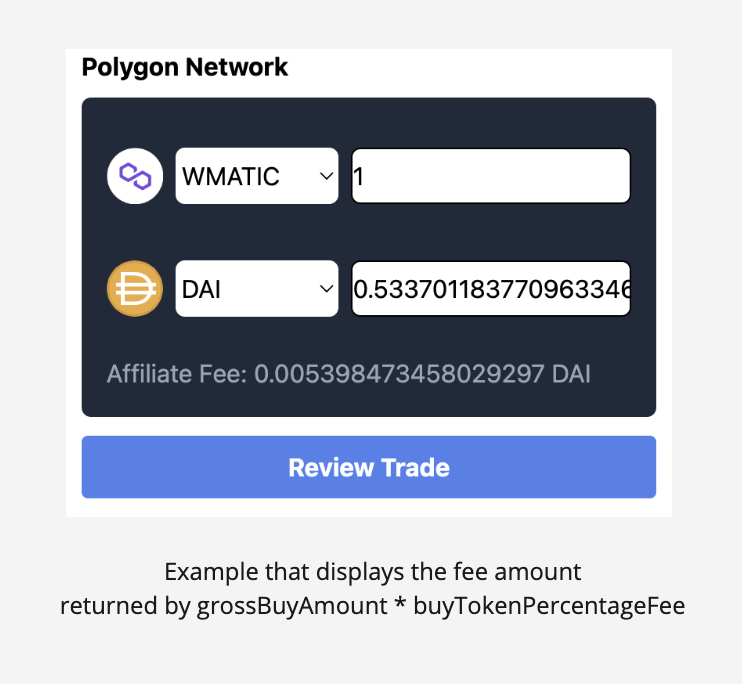 Polygon Network
WMATIC 1
DAI 0.533701183770963346
Affiliate Fee: 0.005398473458029297 DAI
Review Trade
Example that displays the fee amount
returned by grossBuyAmount * buyTokenPercentageFee